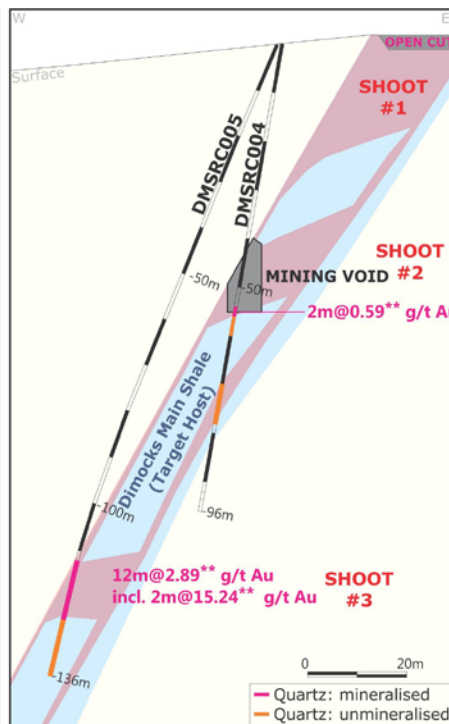 W
E
OPEN CUT
Surface
SHOOT
#1
DMSRC005
DMSRC004
SHOOT
#2
-50m
-50m
MINING VOID
2m@0.59** g/t Au
Dimocks Main Shale
(Target Host)
-100m
-96m
12m@2.89** g/t Au
incl. 2m@15.24** g/t Au
SHOOT
#3
-136m
0 20m
Quartz: mineralised
Quartz: unmineralised